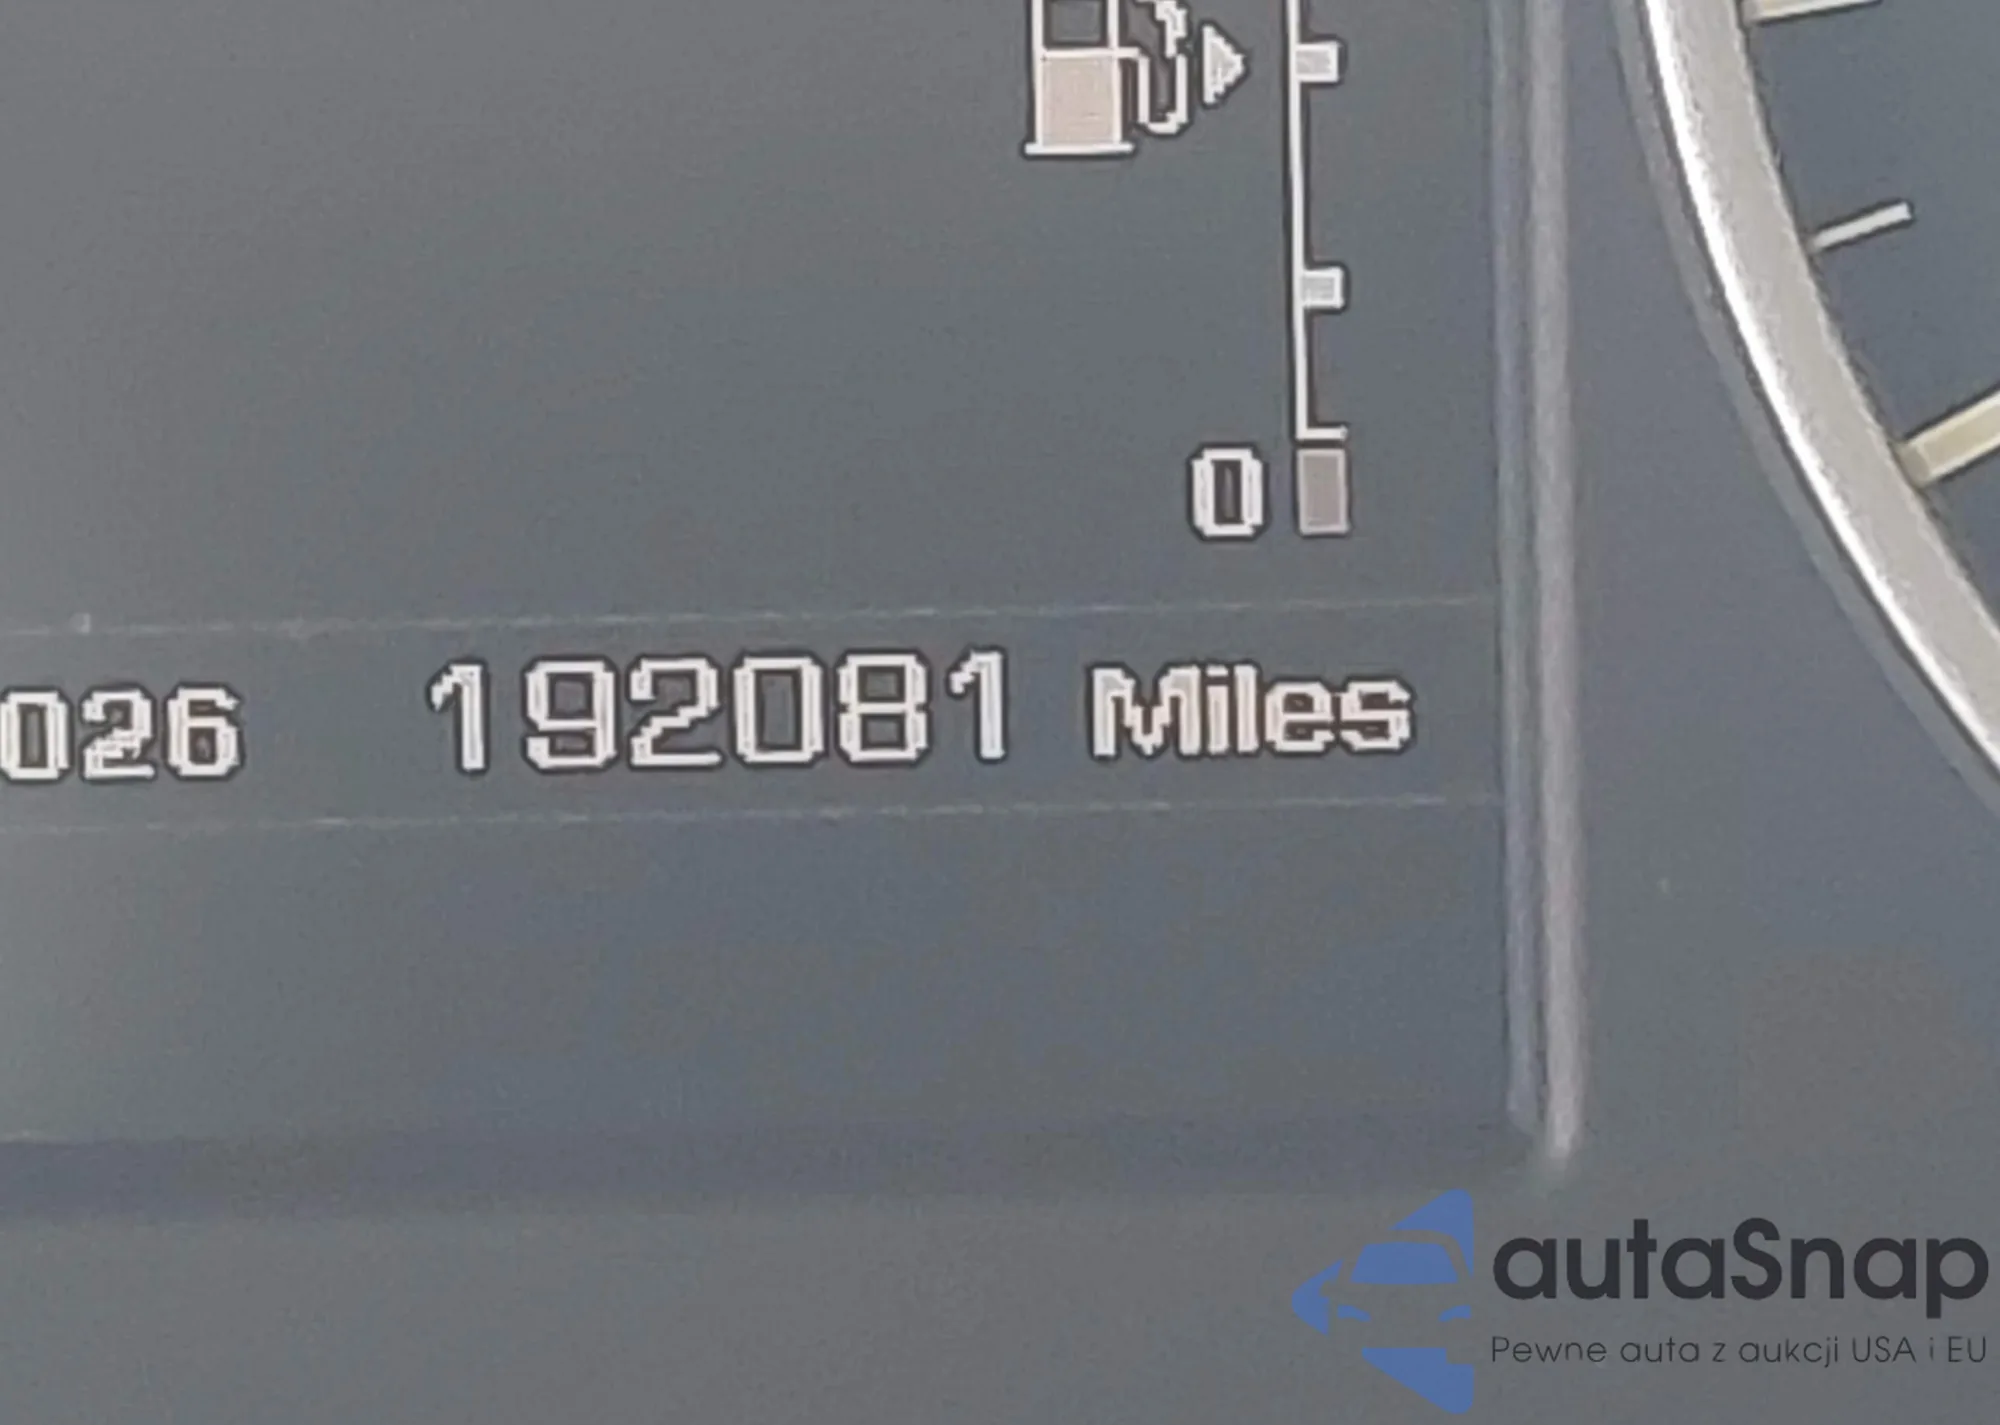 0
026 192081 Miles
autaSnap
Pewne auta z aukcji USA i EU